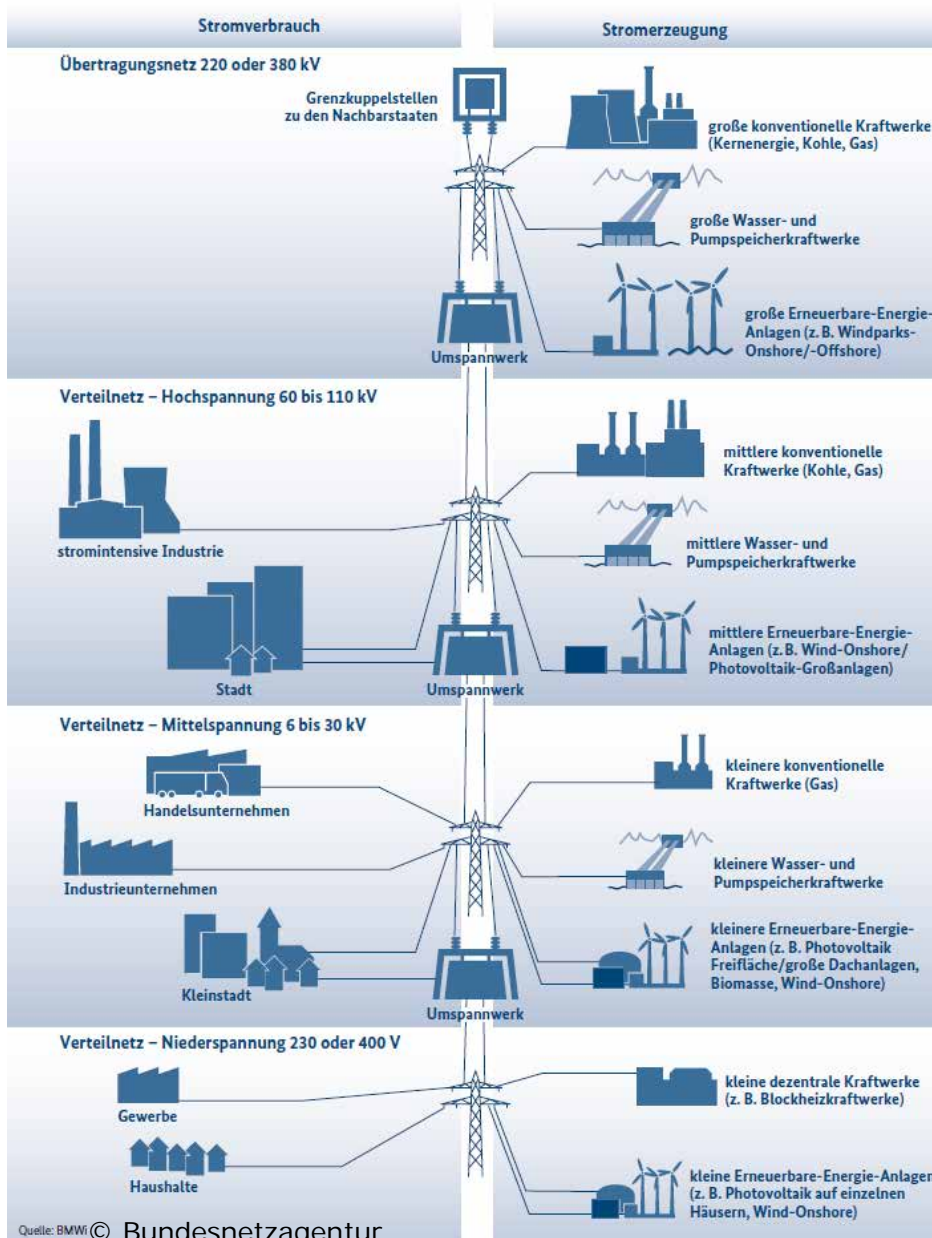 Stromverbrauch
Stromerzeugung
Übertragungsnetz 220 oder 380 kV
Grenzkuppelstellen
zu den Nachbarstaaten
große konventionelle Kraftwerke
(Kernenergie, Kohle, Gas)
große Wasser- und
Pumpspeicherkraftwerke
große Erneuerbare-Energie-
Anlagen (z. B. Windparks-
Onshore/-Offshore)
Umspannwerk
Verteilnetz – Hochspannung 60 bis 110 kV
stromintensive Industrie
Stadt
mittlere konventionelle
Kraftwerke (Kohle, Gas)
mittlere Wasser- und
Pumpspeicherkraftwerke
mittlere Erneuerbare-Energie-
Anlagen (z. B. Wind-Onshore/
Photovoltaik-Großanlagen)
Umspannwerk
Verteilnetz – Mittelspannung 6 bis 30 kV
Handelsunternehmen
Industrieunternehmen
Kleinstadt
kleinere konventionelle
Kraftwerke (Gas)
kleinere Wasser- und
Pumpspeicherkraftwerke
kleinere Erneuerbare-Energie-
Anlagen (z. B. Photovoltaik
Freifläche/große Dachanlagen,
Biomasse, Wind-Onshore)
Umspannwerk
Verteilnetz – Niederspannung 230 oder 400 V
Gewerbe
Haushalte
kleine dezentrale Kraftwerke
(z. B. Blockheizkraftwerke)
kleine Erneuerbare-Energie-Anlagen
(z. B. Photovoltaik auf einzelnen
Häusern, Wind-Onshore)
Quelle: BMWi © Bundesnetzagentur